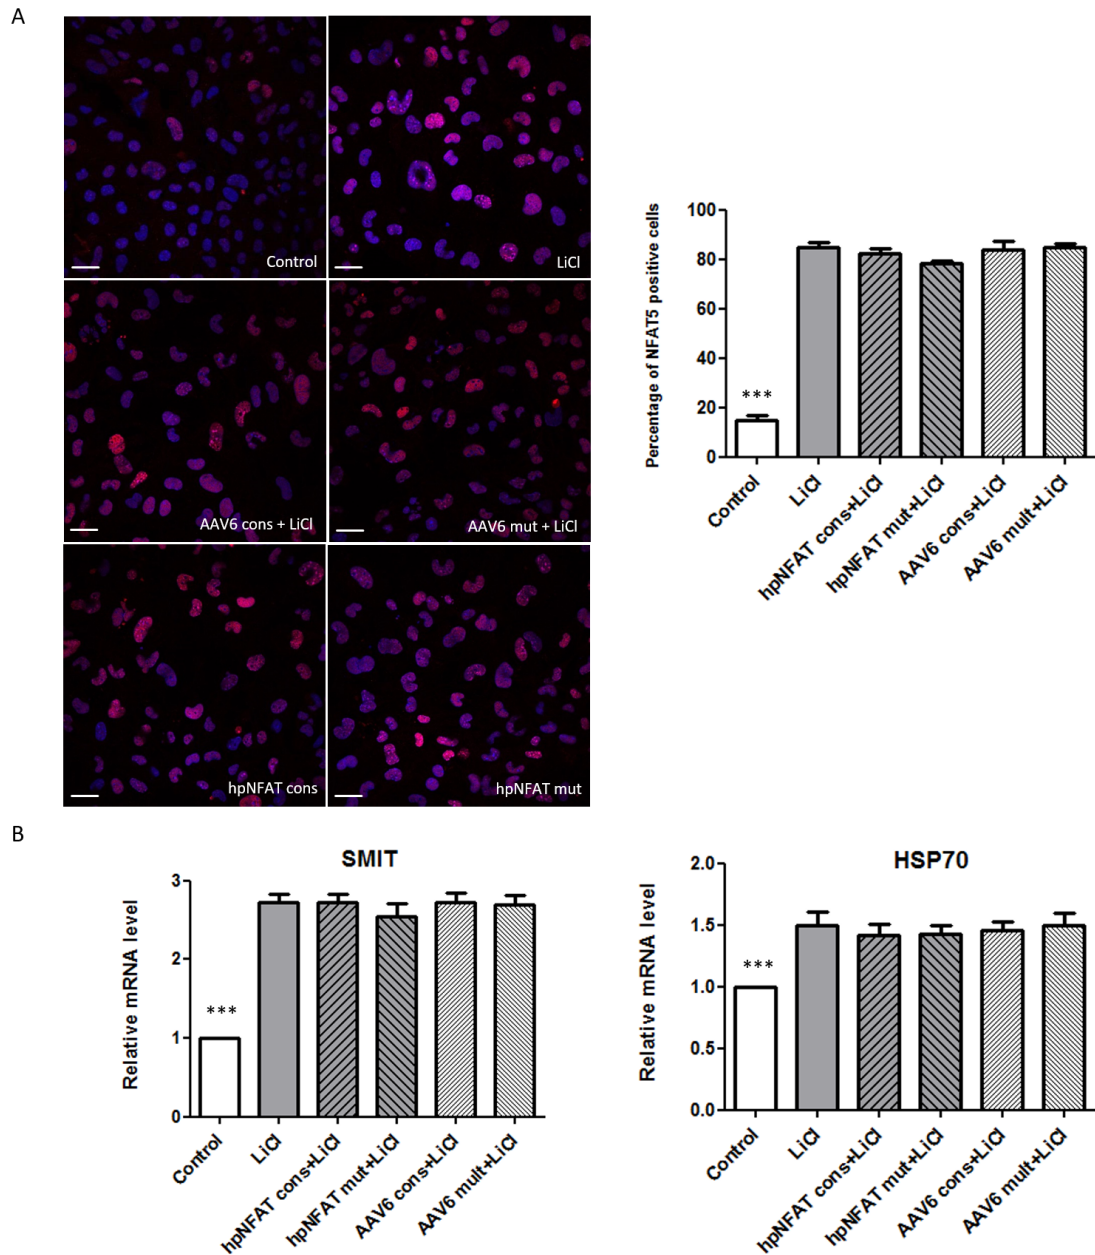 A
Control
LiCl
AAV6 cons + LiCl
AAV6 mut + LiCl
hpNFAT cons
hpNFAT mut
Percentage of NFAT5 positive cells
100
80
60
40
20
0
***
Control
LiCl
hpNFAT cons+LiCl
hpNFAT mut+LiCl
AAV6 cons+LiCl
AAV6 mult+LiCl
B
SMIT
Relative mRNA level
3
2
1
0
***
Control
LiCl
hpNFAT cons+LiCl
hpNFAT mut+LiCl
AAV6 cons+LiCl
AAV6 mult+LiCl
HSP70
Relative mRNA level
2.0
1.5
1.0
0.5
0.0
***
Control
LiCl
hpNFAT cons+LiCl
hpNFAT mut+LiCl
AAV6 cons+LiCl
AAV6 mult+LiCl